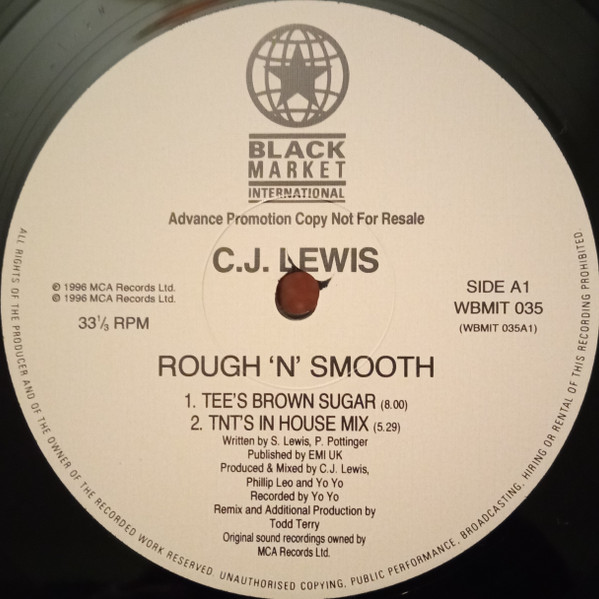 BLACK
MARKET
INTERNATIONAL
Advance Promotion Copy Not For Resale
C.J. LEWIS
℗ 1996 MCA Records Ltd.
© 1996 MCA Records Ltd.
33⅓ RPM
SIDE A1
WBMIT 035
(WBMIT 035A1)
ROUGH 'N' SMOOTH
1. TEE'S BROWN SUGAR (8.00)
2. TNT'S IN HOUSE MIX (5.29)
Written by S. Lewis, P. Pottinger
Published by EMI UK
Produced & Mixed by C.J. Lewis,
Phillip Leo and Yo Yo
Recorded by Yo Yo
Remix and Additional Production by
Todd Terry
Original sound recordings owned by
MCA Records Ltd.
ALL RIGHTS OF THE PRODUCER AND OF THE OWNER OF THE RECORDED WORK RESERVED. UNAUTHORISED COPYING, PUBLIC PERFORMANCE, BROADCASTING, HIRING OR RENTAL OF THIS RECORDING PROHIBITED.